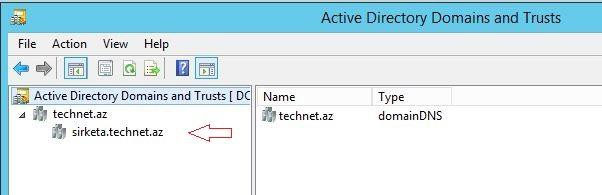 Active Directory Domains and Trusts
File Action View Help
Active Directory Domains and Trusts [ DC
technet.az
sirketa.technet.az
Name Type
technet.az domainDNS